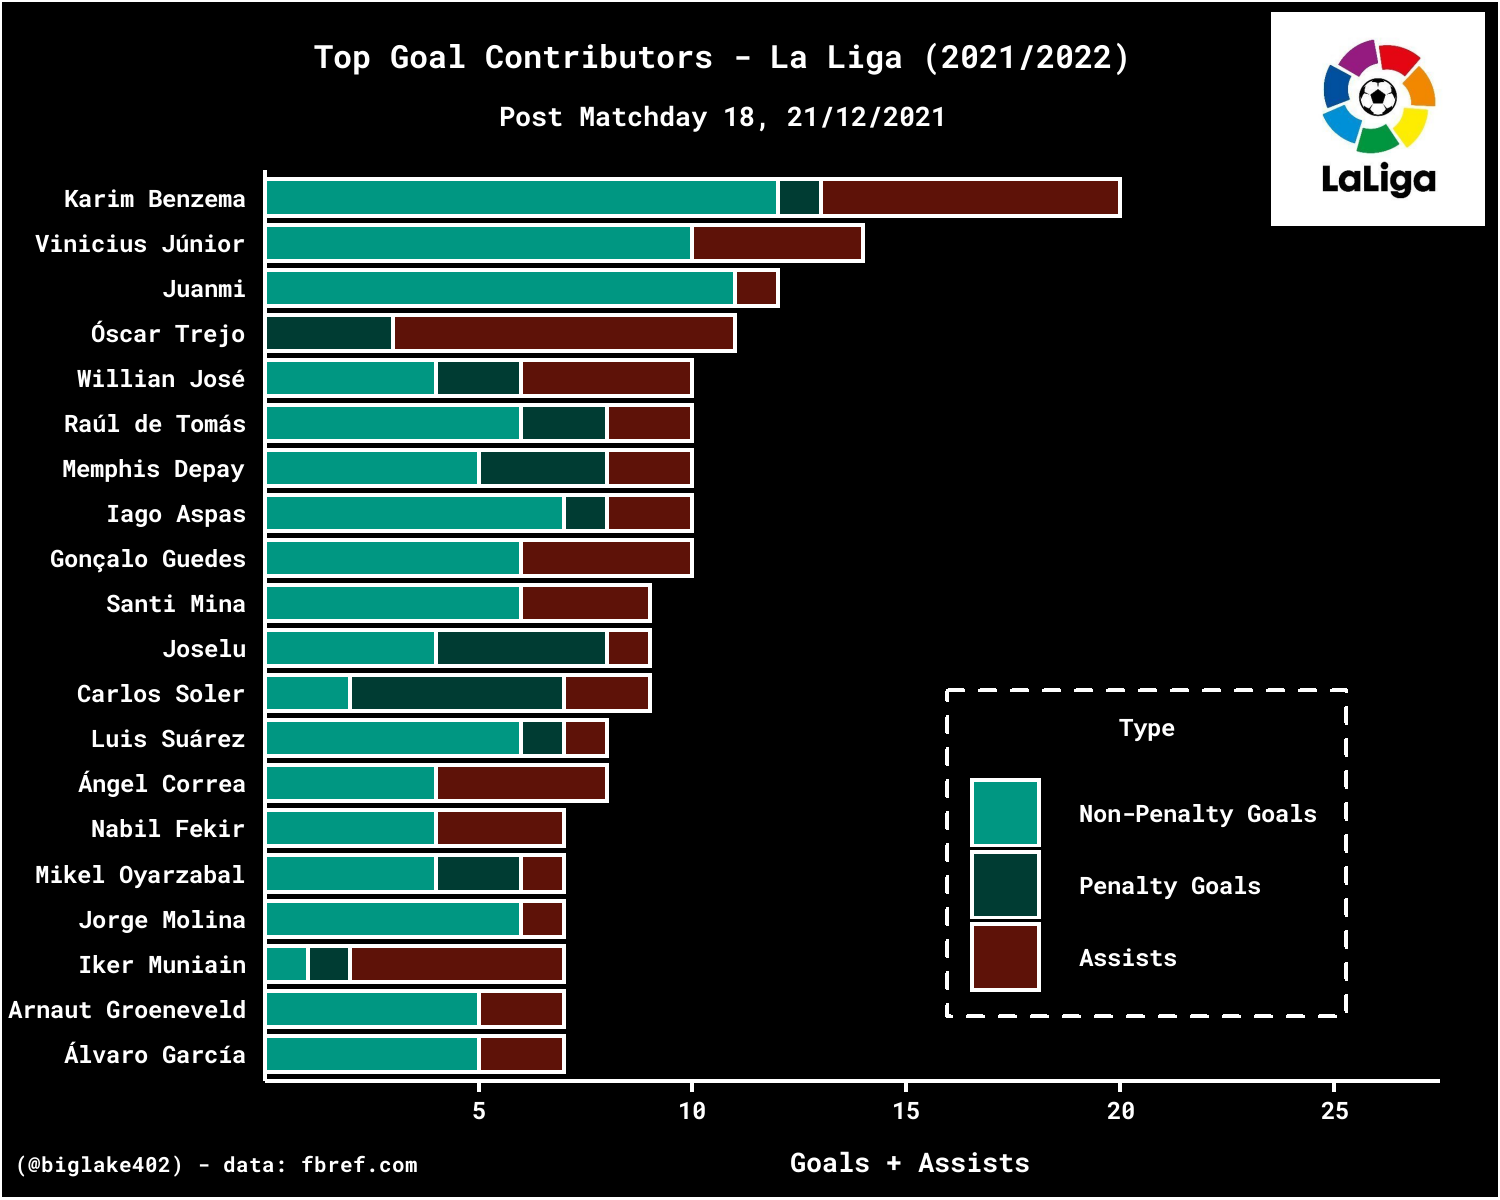 Top Goal Contributors - La Liga (2021/2022)
Post Matchday 18, 21/12/2021
LaLiga
Karim Benzema
Vinicius Júnior
Juanmi
Óscar Trejo
Willian José
Raúl de Tomás
Memphis Depay
Iago Aspas
Gonçalo Guedes
Santi Mina
Joselu
Carlos Soler
Luis Suárez
Ángel Correa
Nabil Fekir
Mikel Oyarzabal
Jorge Molina
Iker Muniain
Arnaut Groeneveld
Álvaro García
Type
Non-Penalty Goals
Penalty Goals
Assists
5 10 15 20 25
Goals + Assists
(@biglake402) - data: fbref.com